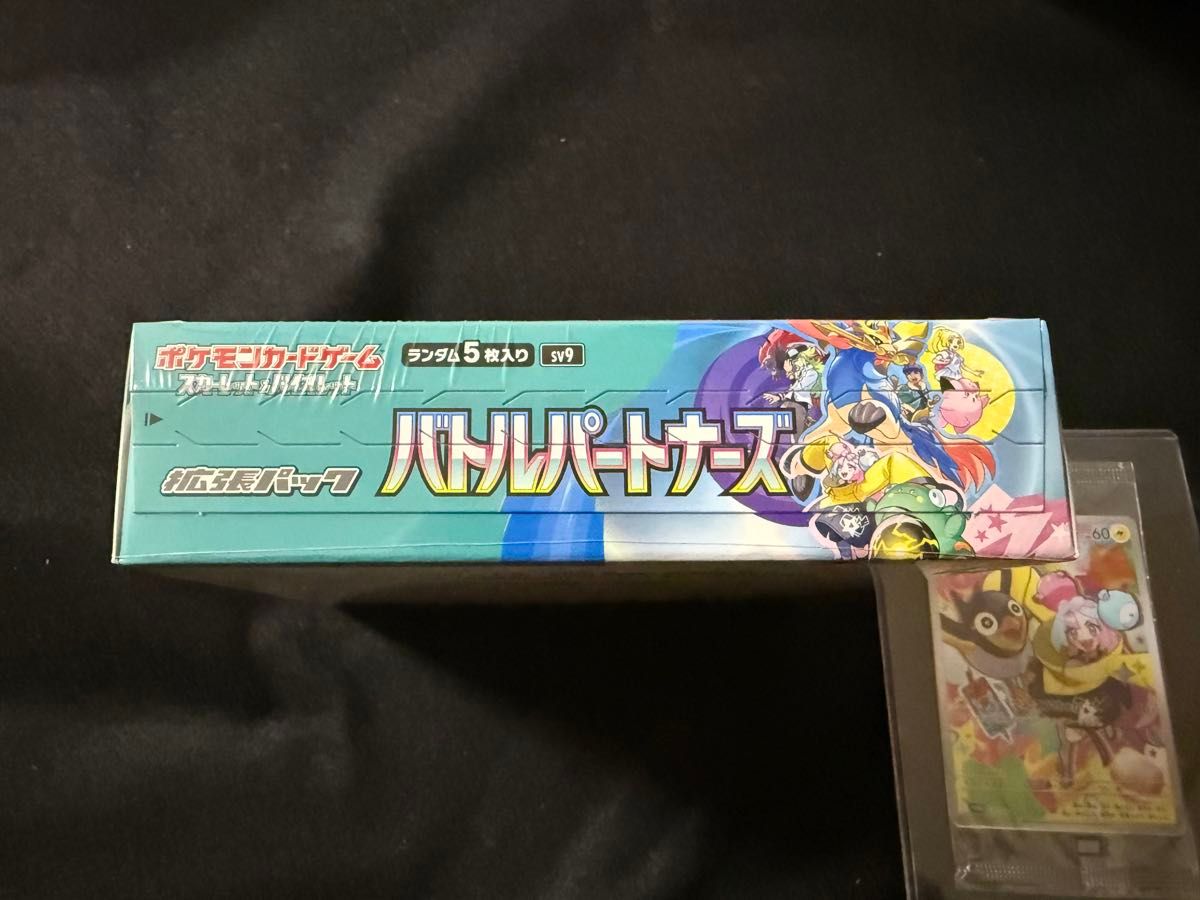 ポケモンカードゲーム
スカーレット&バイオレット
ランダム5枚入り
sv9
拡張パック
バトルパートナーズ
60